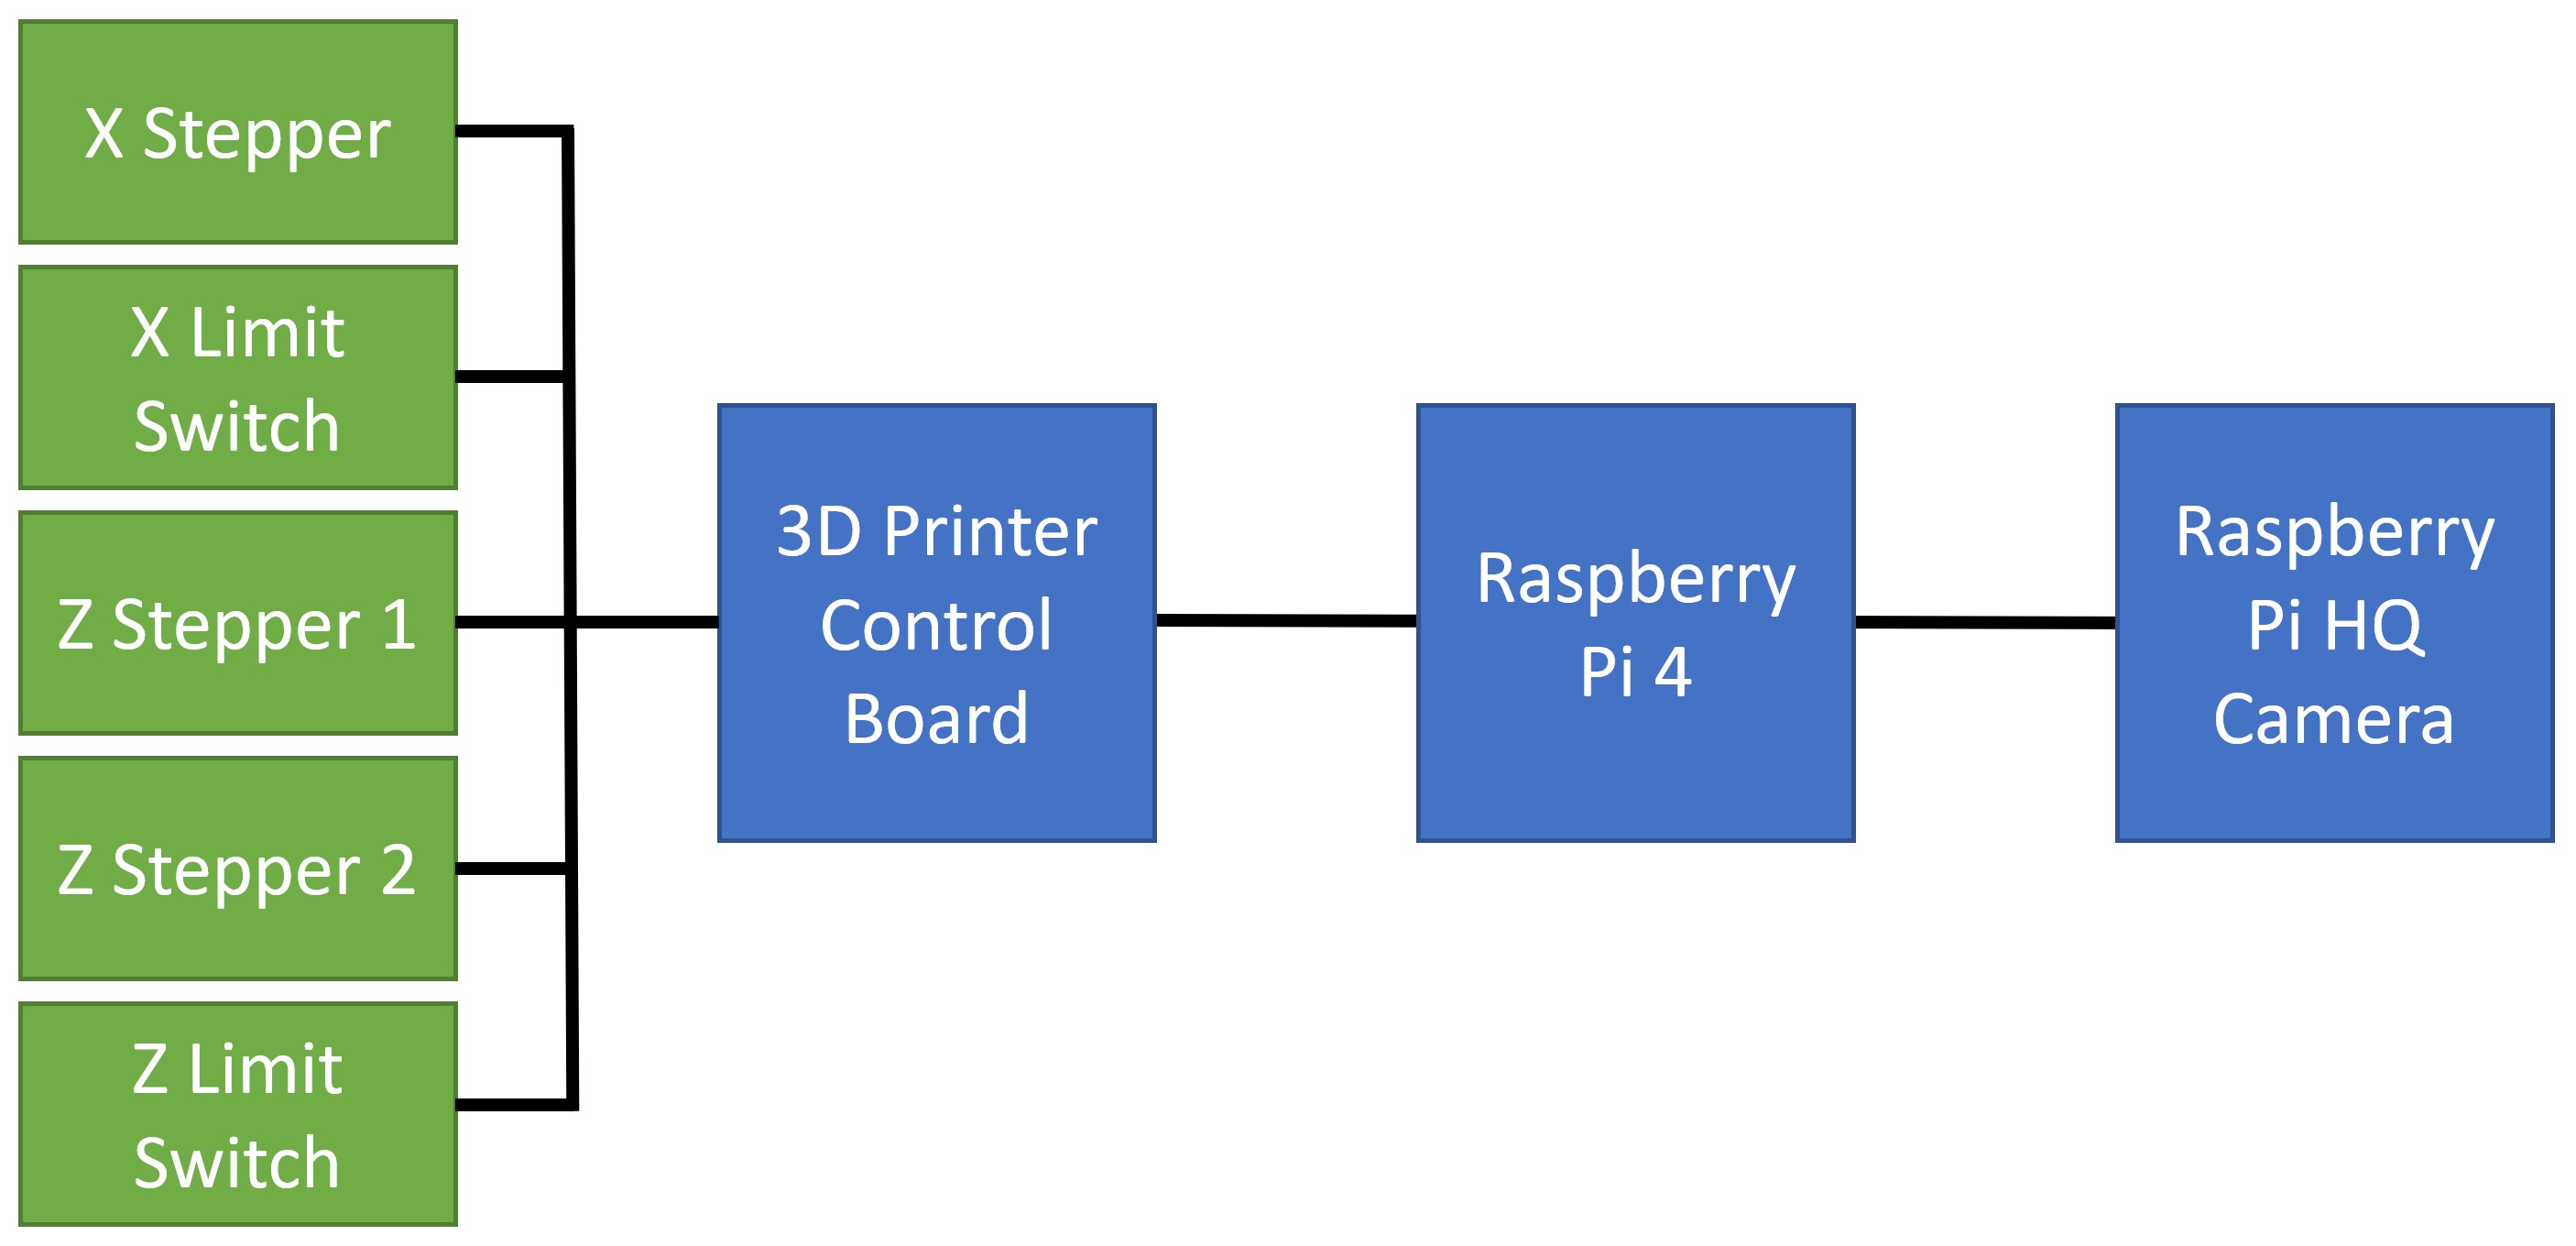 X Stepper
X Limit
Switch
Z Stepper 1
Z Stepper 2
Z Limit
Switch
3D Printer
Control
Board
Raspberry
Pi 4
Raspberry
Pi HQ
Camera